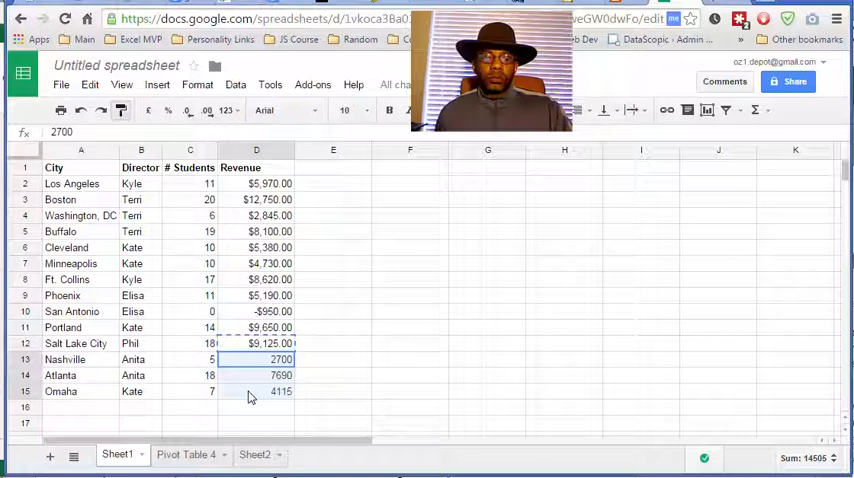 https://docs.google.com/spreadsheets/d/1vkoca3Ba0 eGW0dwFo/edit me
Apps Main Excel MVP Personality Links JS Course Random DataScopic : Admin ... » Other bookmarks
Untitled spreadsheet oz1.depot@gmail.com
File Edit View Insert Format Data Tools Add-ons Help All chan Comments Share
£ % .0 .00 123 Arial 10 B Σ
fx 2700
A B C D E F G H I J K
1 City Director # Students Revenue
2 Los Angeles Kyle 11 $5,970.00
3 Boston Terri 20 $12,750.00
4 Washington, DC Terri 6 $2,845.00
5 Buffalo Terri 19 $8,100.00
6 Cleveland Kate 10 $5,380.00
7 Minneapolis Kate 10 $4,730.00
8 Ft. Collins Kyle 17 $8,620.00
9 Phoenix Elisa 11 $5,190.00
10 San Antonio Elisa 0 -$950.00
11 Portland Kate 14 $9,650.00
12 Salt Lake City Phil 18 $9,125.00
13 Nashville Anita 5 2700
14 Atlanta Anita 18 7690
15 Omaha Kate 7 4115
16
17
+ Sheet1 Pivot Table 4 Sheet2 Sum: 14505